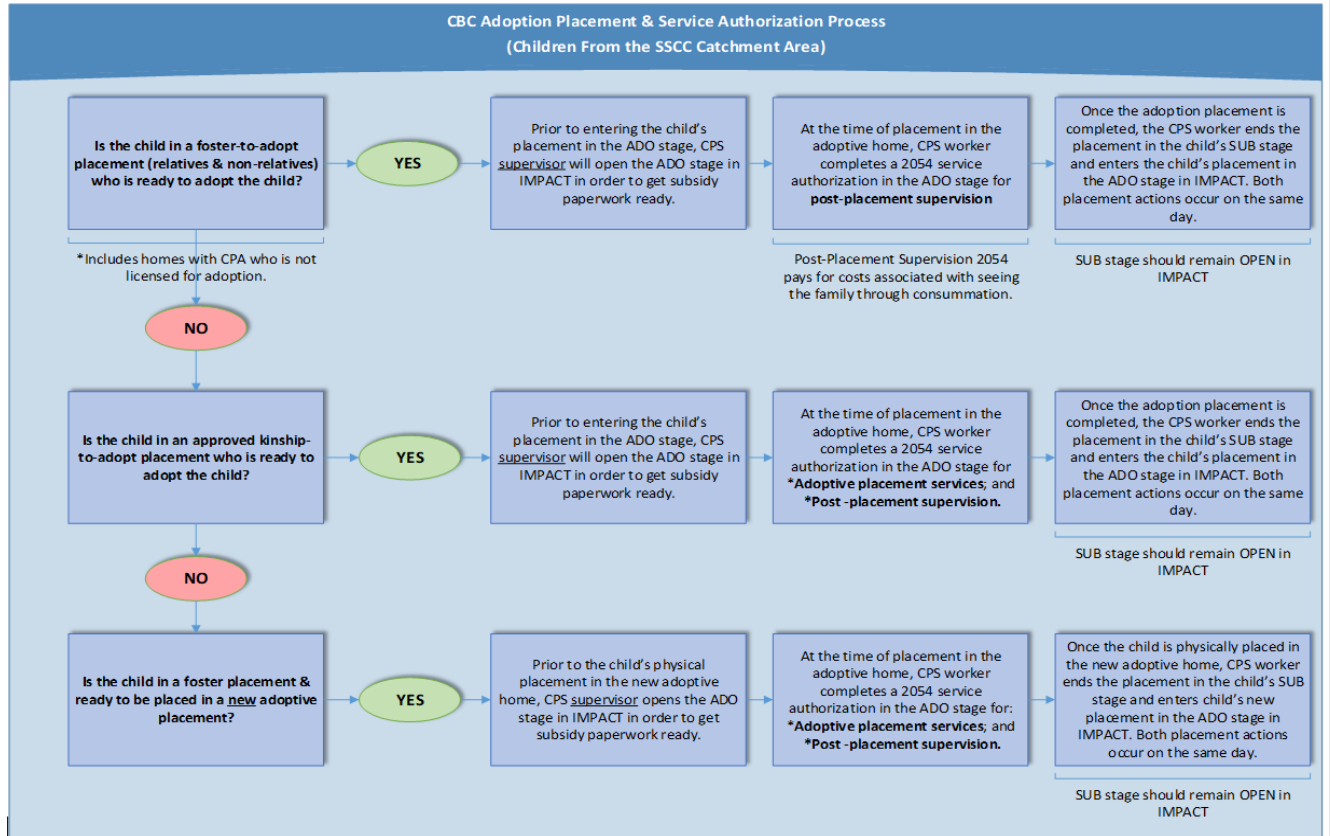 CBC Adoption Placement & Service Authorization Process
(Children From the SSCC Catchment Area)
Is the child in a foster-to-adopt
placement (relatives & non-relatives)
who is ready to adopt the child?
YES
Prior to entering the child's
placement in the ADO stage, CPS
supervisor will open the ADO stage in
IMPACT in order to get subsidy
paperwork ready.
At the time of placement in the
adoptive home, CPS worker
completes a 2054 service
authorization in the ADO stage for
post-placement supervision
Once the adoption placement is
completed, the CPS worker ends the
placement in the child's SUB stage
and enters the child's placement in
the ADO stage in IMPACT. Both
placement actions occur on the same
day.
*Includes homes with CPA who is not
licensed for adoption.
Post-Placement Supervision 2054
pays for costs associated with seeing
the family through consummation.
SUB stage should remain OPEN in
IMPACT
NO
Is the child in an approved kinship-
to-adopt placement who is ready to
adopt the child?
YES
Prior to entering the child's
placement in the ADO stage, CPS
supervisor will open the ADO stage in
IMPACT in order to get subsidy
paperwork ready.
At the time of placement in the
adoptive home, CPS worker
completes a 2054 service
authorization in the ADO stage for
*Adoptive placement services; and
*Post -placement supervision.
Once the adoption placement is
completed, the CPS worker ends the
placement in the child's SUB stage
and enters the child's placement in
the ADO stage in IMPACT. Both
placement actions occur on the same
day.
SUB stage should remain OPEN in
IMPACT
NO
Is the child in a foster placement &
ready to be placed in a new adoptive
placement?
YES
Prior to the child's physical
placement in the new adoptive
home, CPS supervisor opens the ADO
stage in IMPACT in order to get
subsidy paperwork ready.
At the time of placement in the
adoptive home, CPS worker
completes a 2054 service
authorization in the ADO stage for:
*Adoptive placement services; and
*Post -placement supervision.
Once the child is physically placed in
the new adoptive home, CPS worker
ends the placement in the child's SUB
stage and enters child's new
placement in the ADO stage in
IMPACT. Both placement actions
occur on the same day.
SUB stage should remain OPEN in
IMPACT